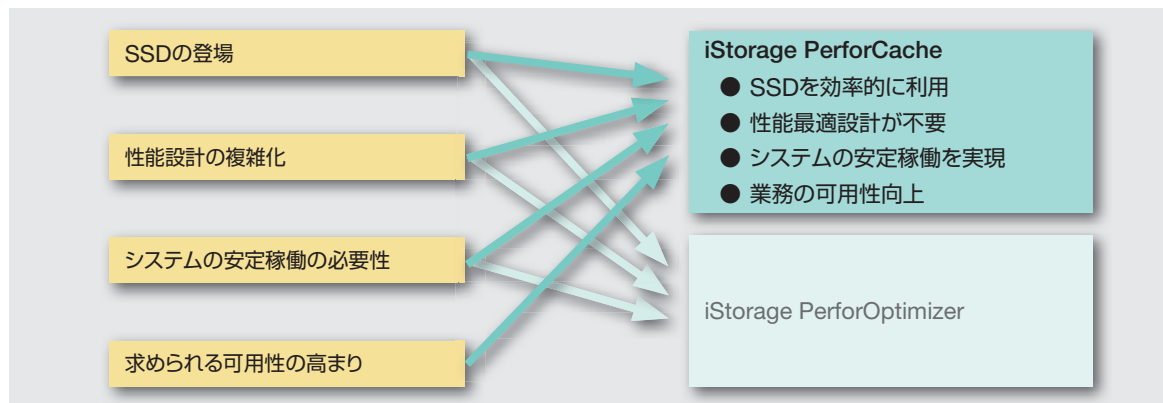 SSDの登場
性能設計の複雑化
システムの安定稼働の必要性
求められる可用性の高まり
iStorage PerforCache
● SSDを効率的に利用
● 性能最適設計が不要
● システムの安定稼働を実現
● 業務の可用性向上
iStorage PerforOptimizer